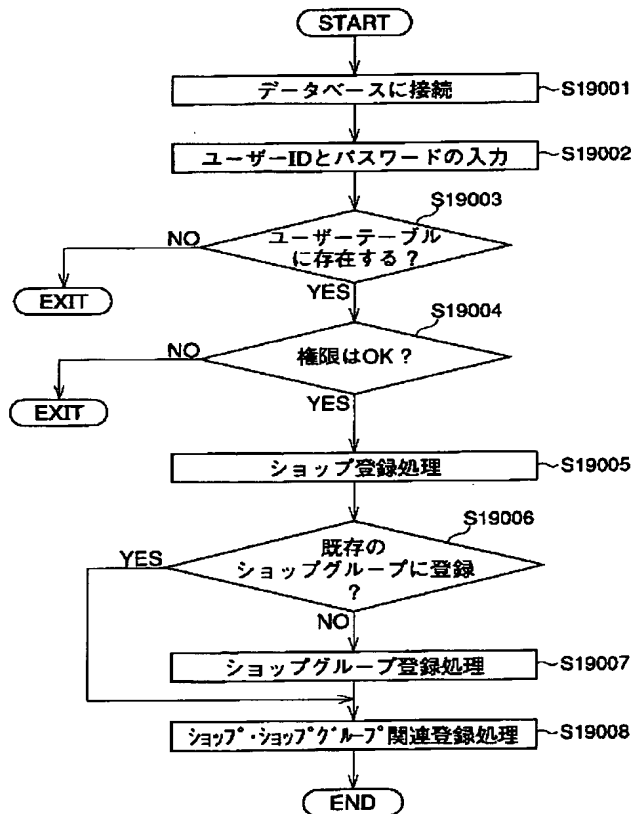 START
データベースに接続
S19001
ユーザーIDとパスワードの入力
S19002
S19003
ユーザーテーブル
に存在する?
NO
EXIT
YES
S19004
権限はOK?
NO
EXIT
YES
ショップ登録処理
S19005
S19006
既存の
ショップグループに登録
?
YES
NO
ショップグループ登録処理
S19007
ショップ・ショップグループ関連登録処理
S19008
END